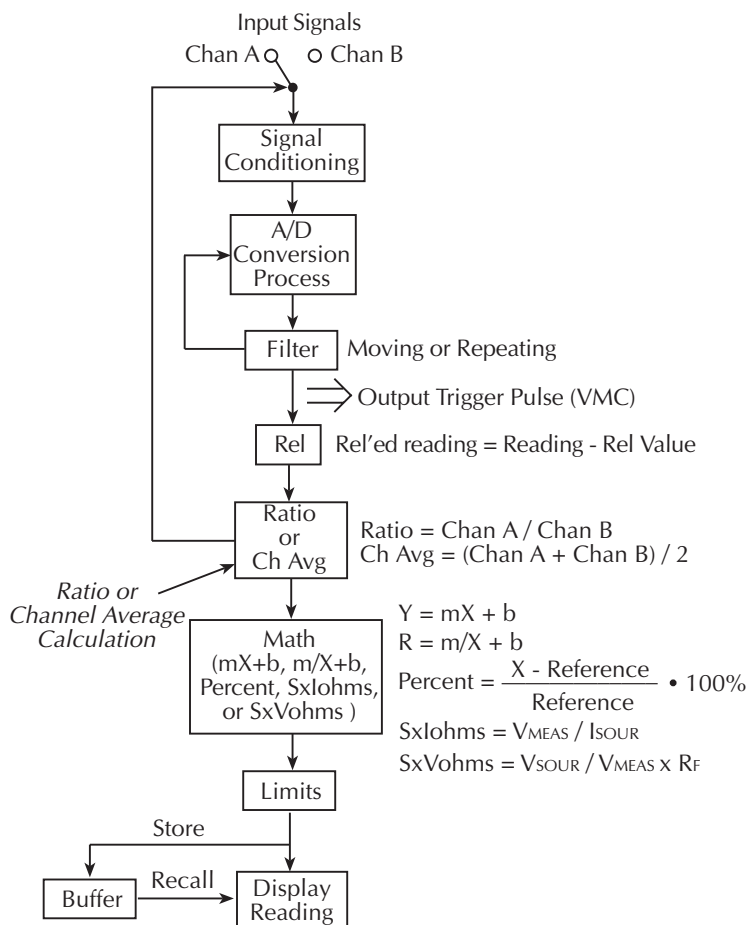 Input Signals
Chan A
Chan B
Signal
Conditioning
A/D
Conversion
Process
Filter
Moving or Repeating
Output Trigger Pulse (VMC)
Rel
Rel'ed reading = Reading - Rel Value
Ratio
or
Ch Avg
Ratio = Chan A / Chan B
Ch Avg = (Chan A + Chan B) / 2
Ratio or
Channel Average
Calculation
Math
(mX+b, m/X+b,
Percent, SxIohms,
or SxVohms )
Y = mX + b
R = m/X + b
Percent = X - Reference / Reference • 100%
SxIohms = VMEAS / ISOUR
SxVohms = VSOUR / VMEAS x RF
Limits
Store
Buffer
Recall
Display
Reading